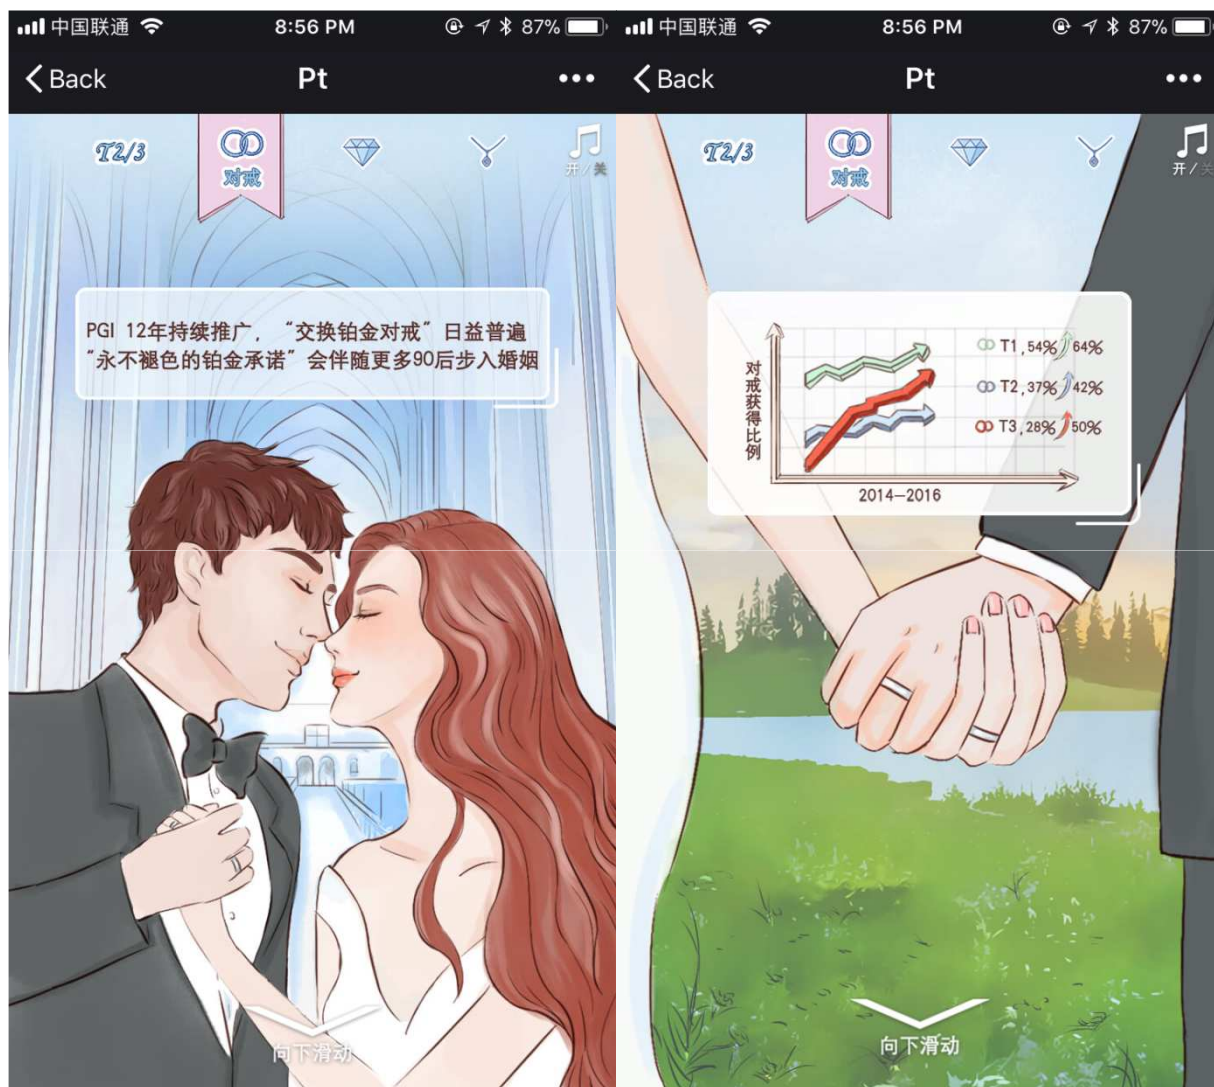 中国联通
8:56 PM
87%
Back
Pt
T2/3
对戒
开/关
PGI 12年持续推广，“交换铂金对戒”日益普遍
“永不褪色的铂金承诺”会伴随更多90后步入婚姻
向下滑动
中国联通
8:56 PM
87%
Back
Pt
T2/3
对戒
开/关
对戒获得比例
T1,54% 64%
T2,37% 42%
T3,28% 50%
2014—2016
向下滑动